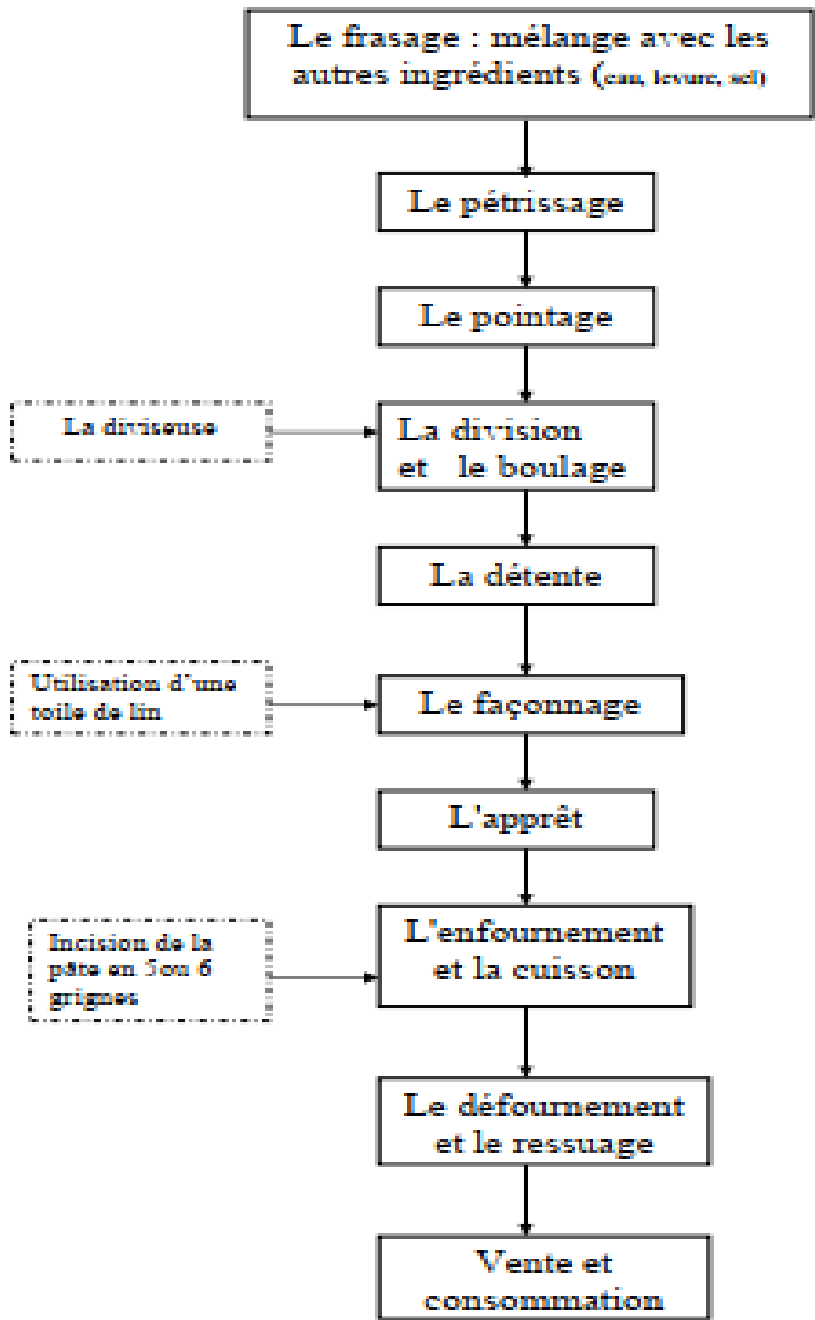 Le frasage : mélange avec les
autres ingrédients (eau, levure, sel)
Le pétrissage
Le pointage
La diviseuse
La division
et le boulage
La détente
Utilisation d'une
toile de lin
Le façonnage
L'apprêt
Incision de la
pâte en 5ou 6
grignes
L'enfournement
et la cuisson
Le défournement
et le ressuage
Vente et
consommation